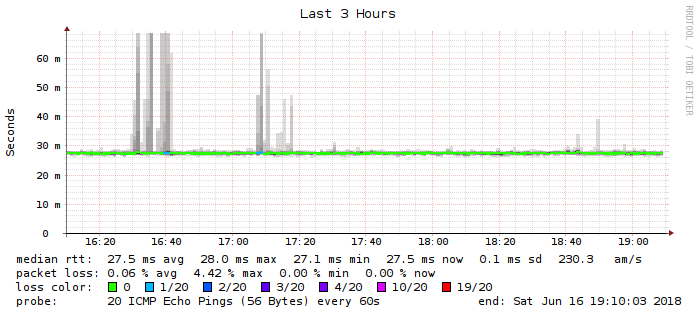 Last 3 Hours
RRDTOOL / TOBI OETIKER
Seconds
60 m
50 m
40 m
30 m
20 m
10 m
0
16:20 16:40 17:00 17:20 17:40 18:00 18:20 18:40 19:00
median rtt: 27.5 ms avg 28.0 ms max 27.1 ms min 27.5 ms now 0.1 ms sd 230.3 am/s
packet loss: 0.06 % avg 4.42 % max 0.00 % min 0.00 % now
loss color: 0 1/20 2/20 3/20 4/20 10/20 19/20
probe: 20 ICMP Echo Pings (56 Bytes) every 60s end: Sat Jun 16 19:10:03 2018